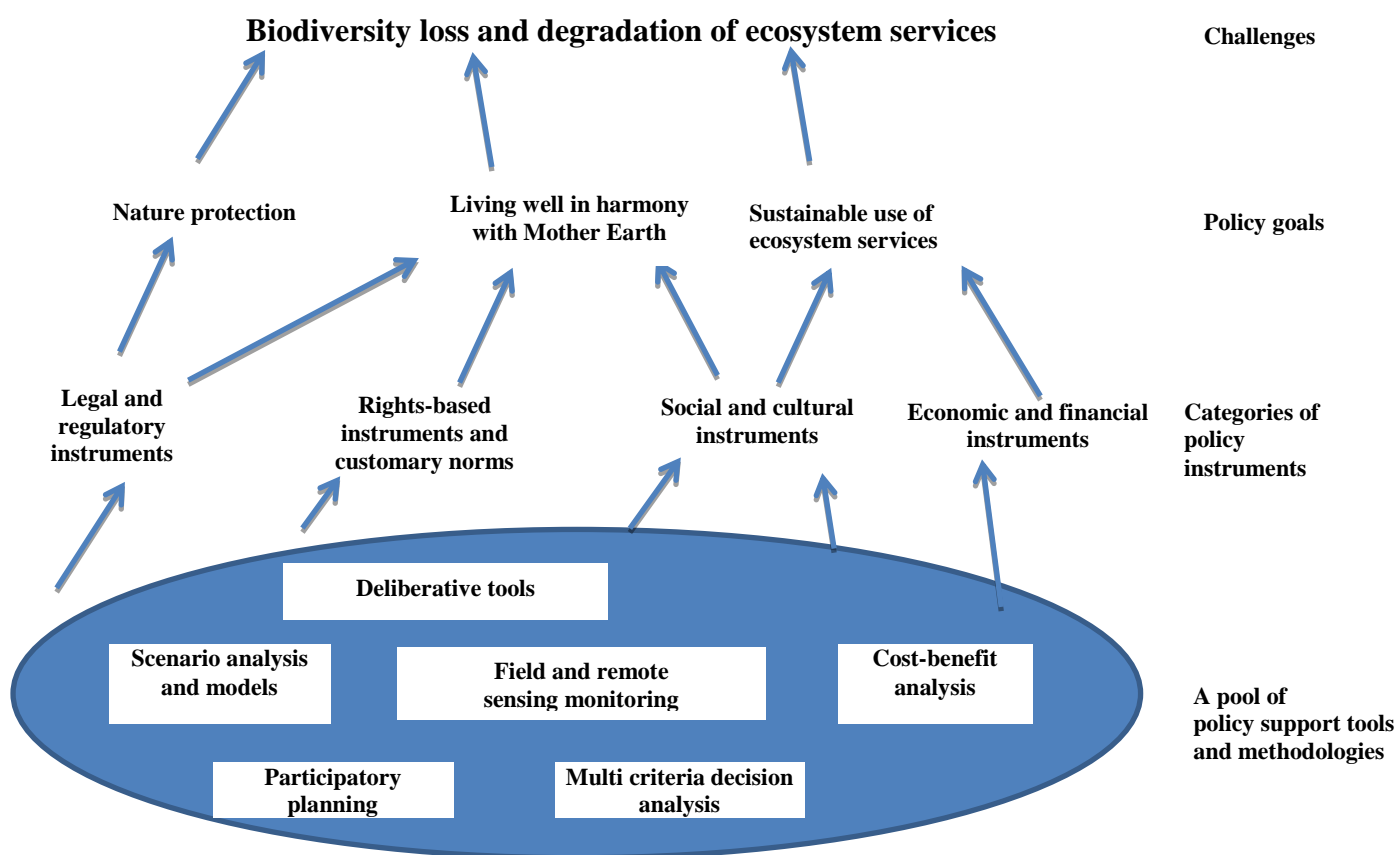 Biodiversity loss and degradation of ecosystem services
Challenges
Nature protection
Living well in harmony
with Mother Earth
Sustainable use of
ecosystem services
Policy goals
Legal and
regulatory
instruments
Rights-based
instruments and
customary norms
Social and cultural
instruments
Economic and financial
instruments
Categories of
policy
instruments
Deliberative tools
Scenario analysis
and models
Field and remote
sensing monitoring
Cost-benefit
analysis
A pool of
policy support tools
and methodologies
Participatory
planning
Multi criteria decision
analysis